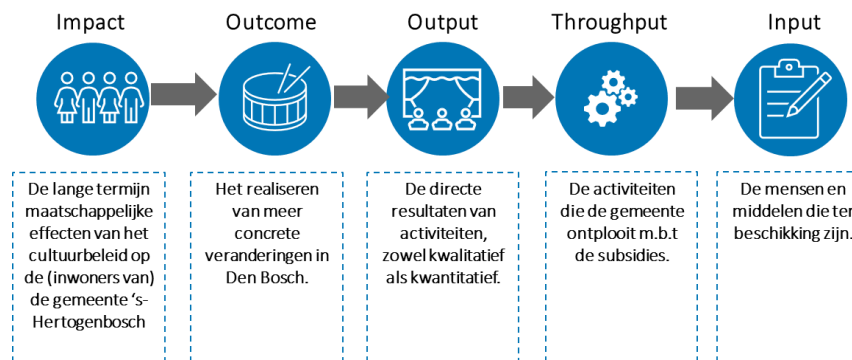 Impact
Outcome
Output
Throughput
Input
De lange termijn
maatschappelijke
effecten van het
cultuurbeleid op
de (inwoners van)
de gemeente ‘s-
Hertogenbosch
Het realiseren
van meer
concrete
veranderingen in
Den Bosch.
De directe
resultaten van
activiteiten,
zowel kwalitatief
als kwantitatief.
De activiteiten
die de gemeente
ontplooit m.b.t
de subsidies.
De mensen en
middelen die ter
beschikking zijn.